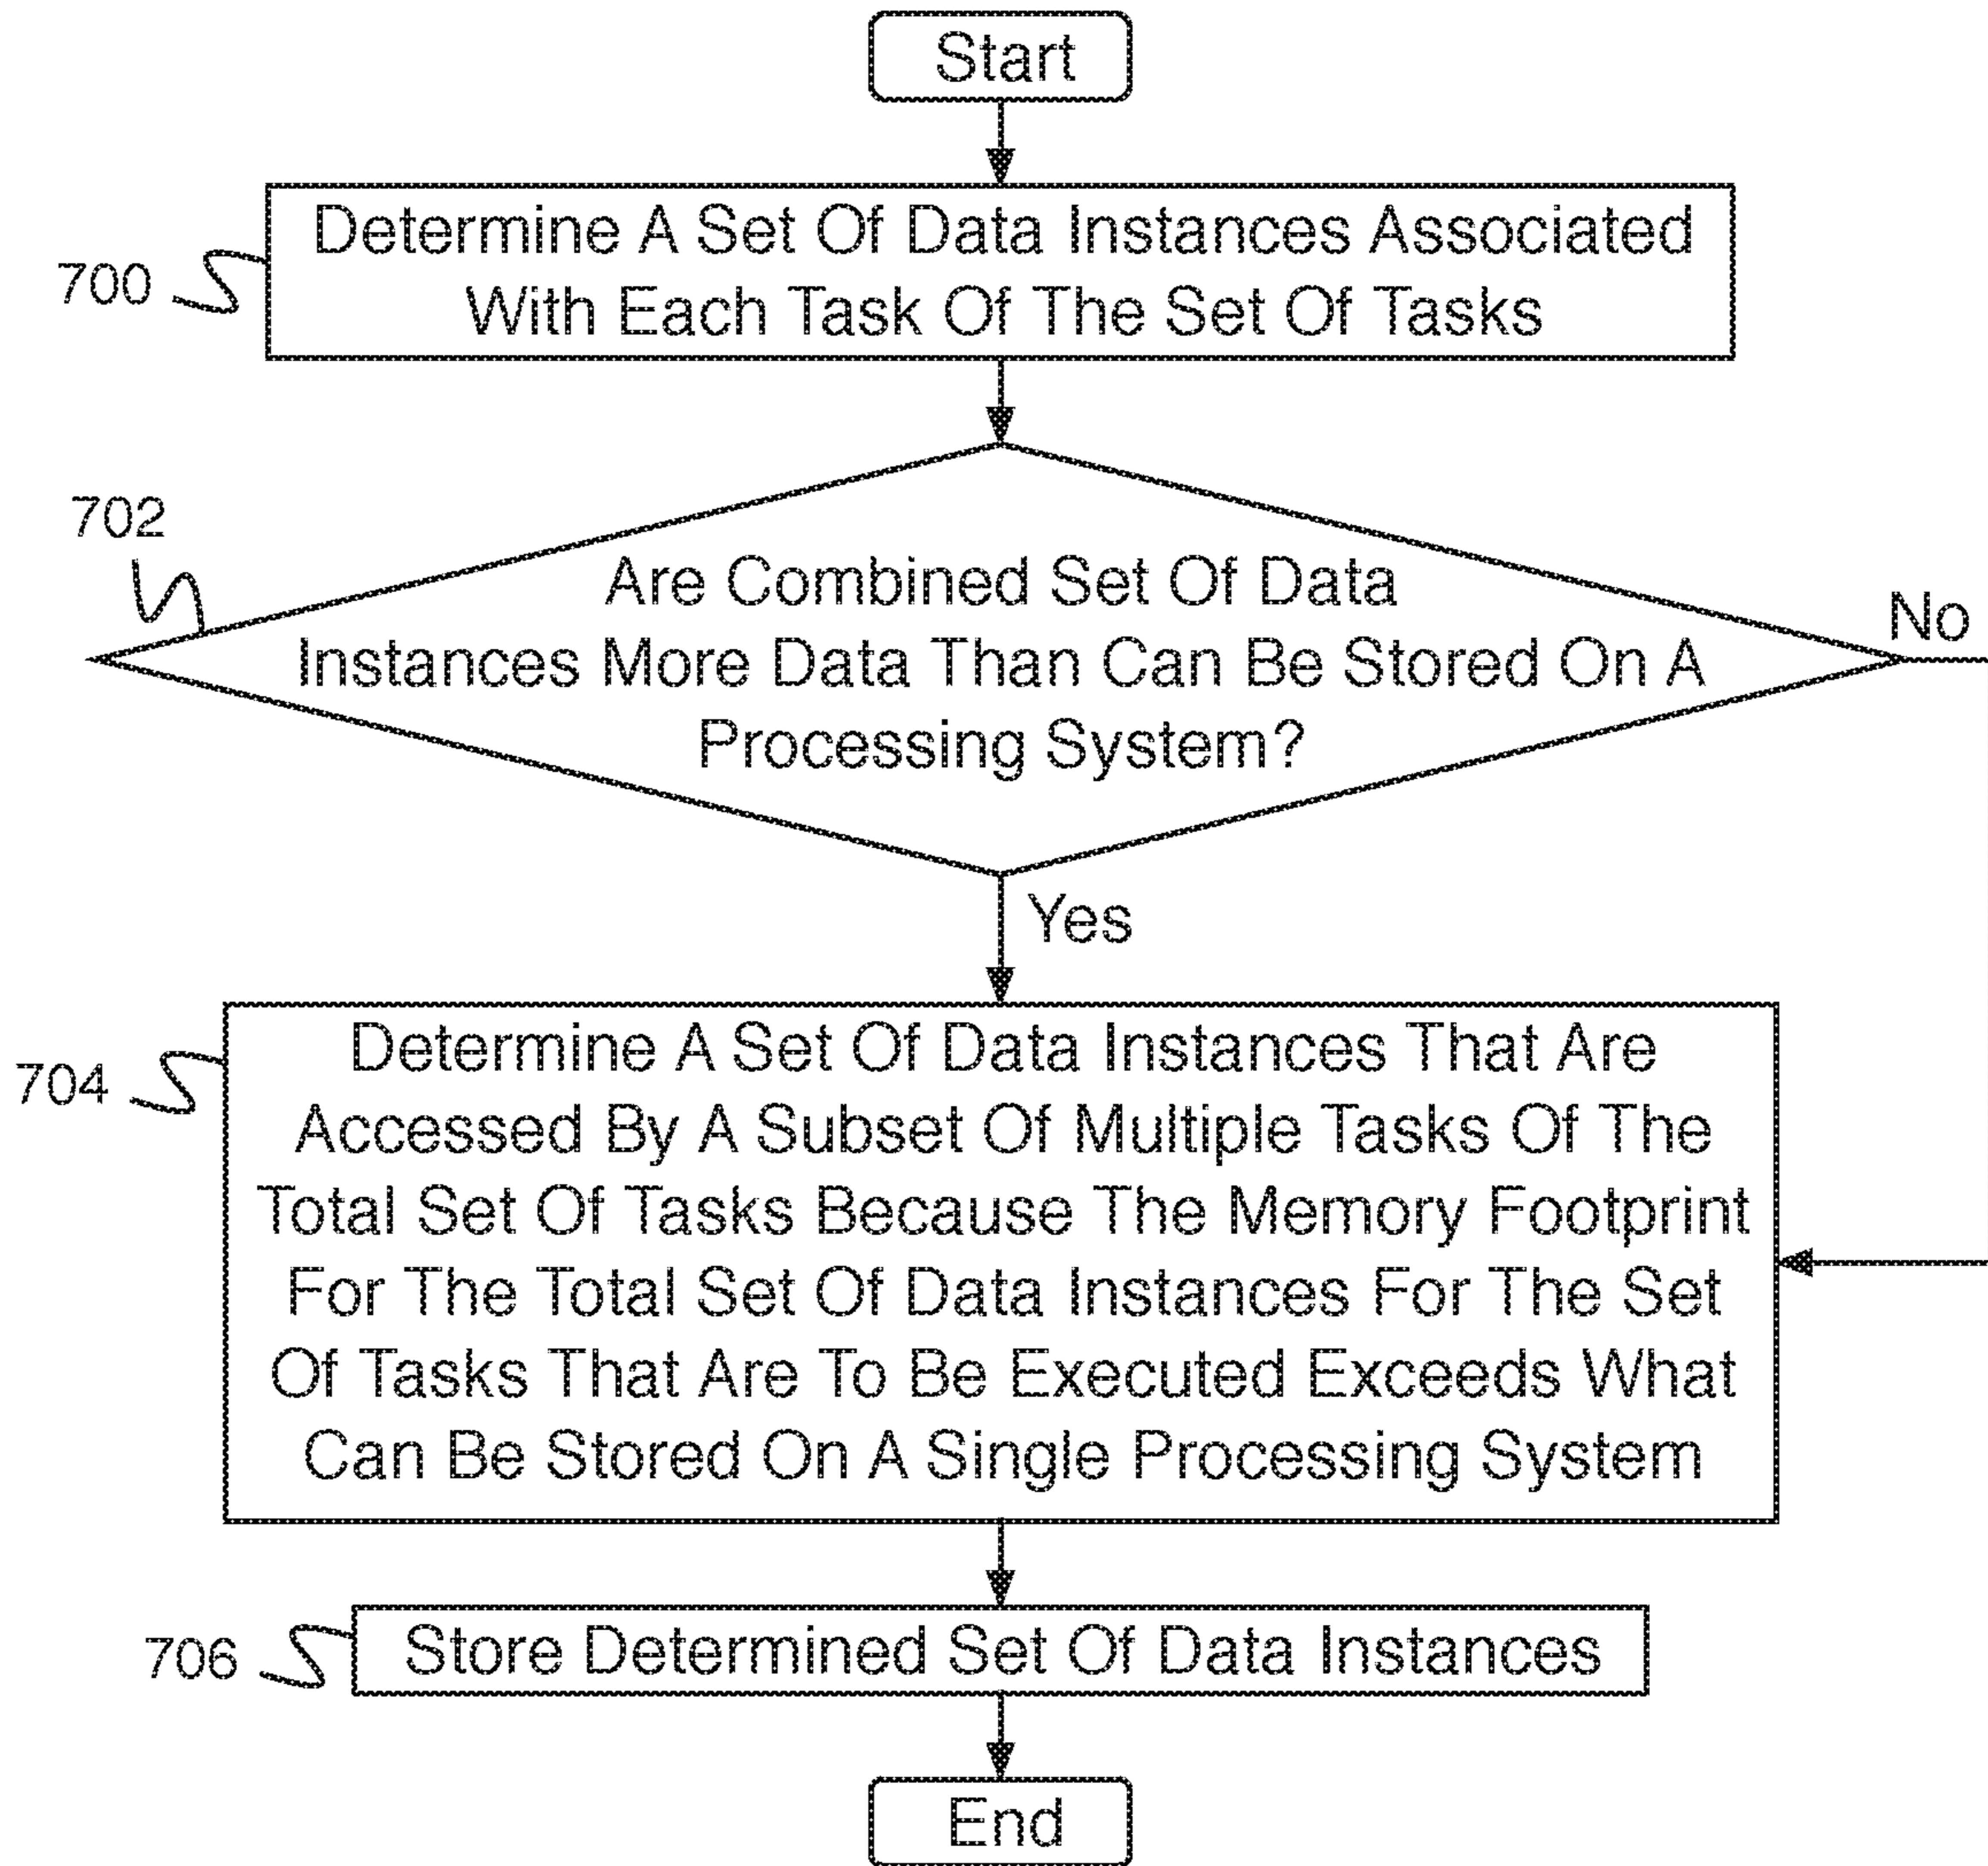 Start
700
Determine A Set Of Data Instances Associated
With Each Task Of The Set Of Tasks
702
Are Combined Set Of Data
Instances More Data Than Can Be Stored On A
Processing System?
No
Yes
704
Determine A Set Of Data Instances That Are
Accessed By A Subset Of Multiple Tasks Of The
Total Set Of Tasks Because The Memory Footprint
For The Total Set Of Data Instances For The Set
Of Tasks That Are To Be Executed Exceeds What
Can Be Stored On A Single Processing System
706
Store Determined Set Of Data Instances
End